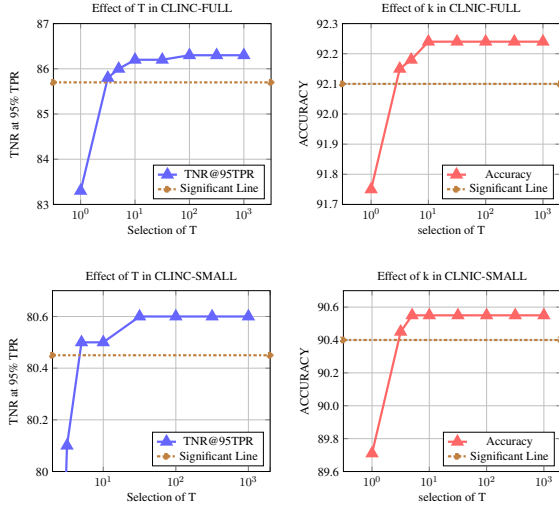 Effect of T in CLINC-FULL
87
86
85
84
83
TNR at 95% TPR
TNR@95TPR
Significant Line
10^0 10^1 10^2 10^3
Selection of T
Effect of k in CLNIC-FULL
92.3
92.2
92.1
92
91.9
91.8
91.7
ACCURACY
Accuracy
Significant Line
10^0 10^1 10^2 10^3
selection of T
Effect of T in CLINC-SMALL
80.6
80.4
80.2
80
TNR at 95% TPR
TNR@95TPR
Significant Line
10^1 10^2 10^3
Selection of T
Effect of k in CLNIC-SMALL
90.6
90.4
90.2
90
89.8
89.6
ACCURACY
Accuracy
Significant Line
10^0 10^1 10^2 10^3
selection of T